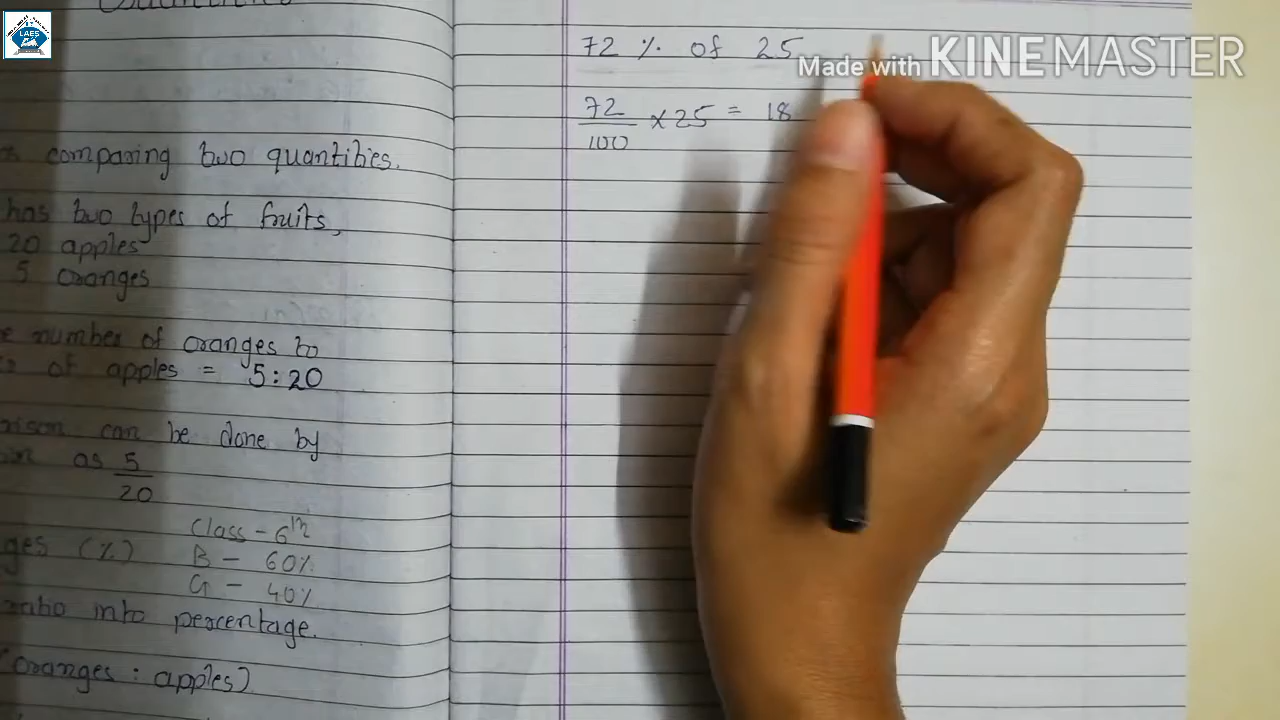 LAES
comparing two quantities.
has two types of fruits,
20 apples
5 oranges
number of oranges to
of apples = 5:20
can be done by
as 5/20
Class - 6th
(%) B - 60%
G - 40%
ratio into percentage.
(oranges : apples)
72 % of 25
72/100 × 25 = 18
Made with KINEMASTER